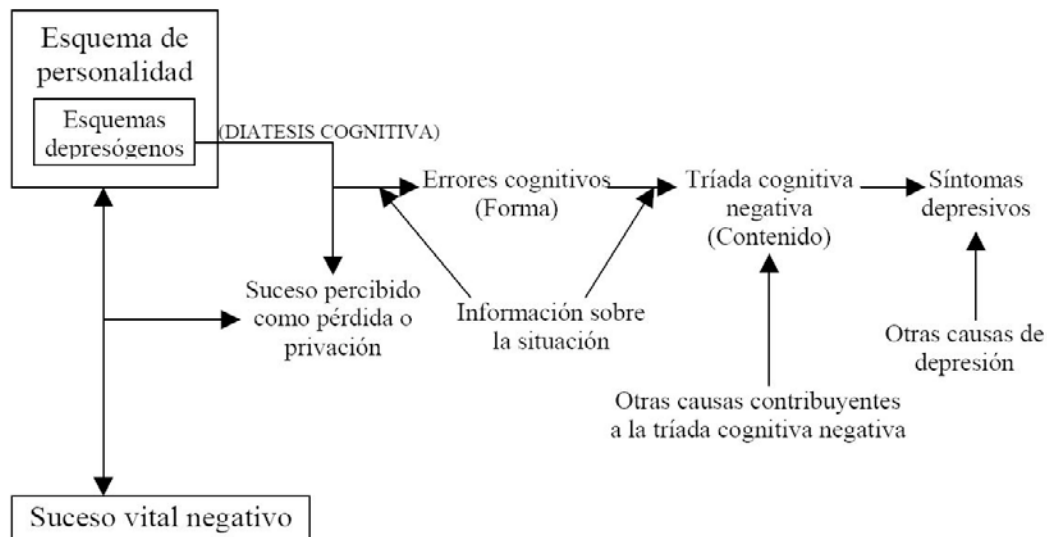 Esquema de
personalidad
Esquemas
depresógenos
(DIATESIS COGNITIVA)
Errores cognitivos
(Forma)
Tríada cognitiva
negativa
(Contenido)
Síntomas
depresivos
Suceso percibido
como pérdida o
privación
Información sobre
la situación
Otras causas de
depresión
Otras causas contribuyentes
a la tríada cognitiva negativa
Suceso vital negativo